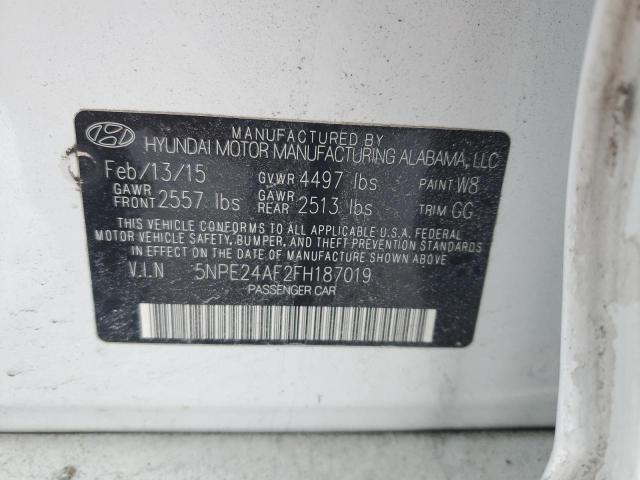 MANUFACTURED BY
HYUNDAI MOTOR MANUFACTURING ALABAMA, LLC
Feb/13/15 GVWR 4497 lbs PAINT W8
GAWR FRONT 2557 lbs GAWR REAR 2513 lbs TRIM GG
THIS VEHICLE CONFORMS TO ALL APPLICABLE U.S.A. FEDERAL
MOTOR VEHICLE SAFETY, BUMPER, AND THEFT PREVENTION STANDARDS
IN EFFECT ON THE DATE OF MANUFACTURE SHOWN ABOVE.
V.I.N 5NPE24AF2FH187019
PASSENGER CAR